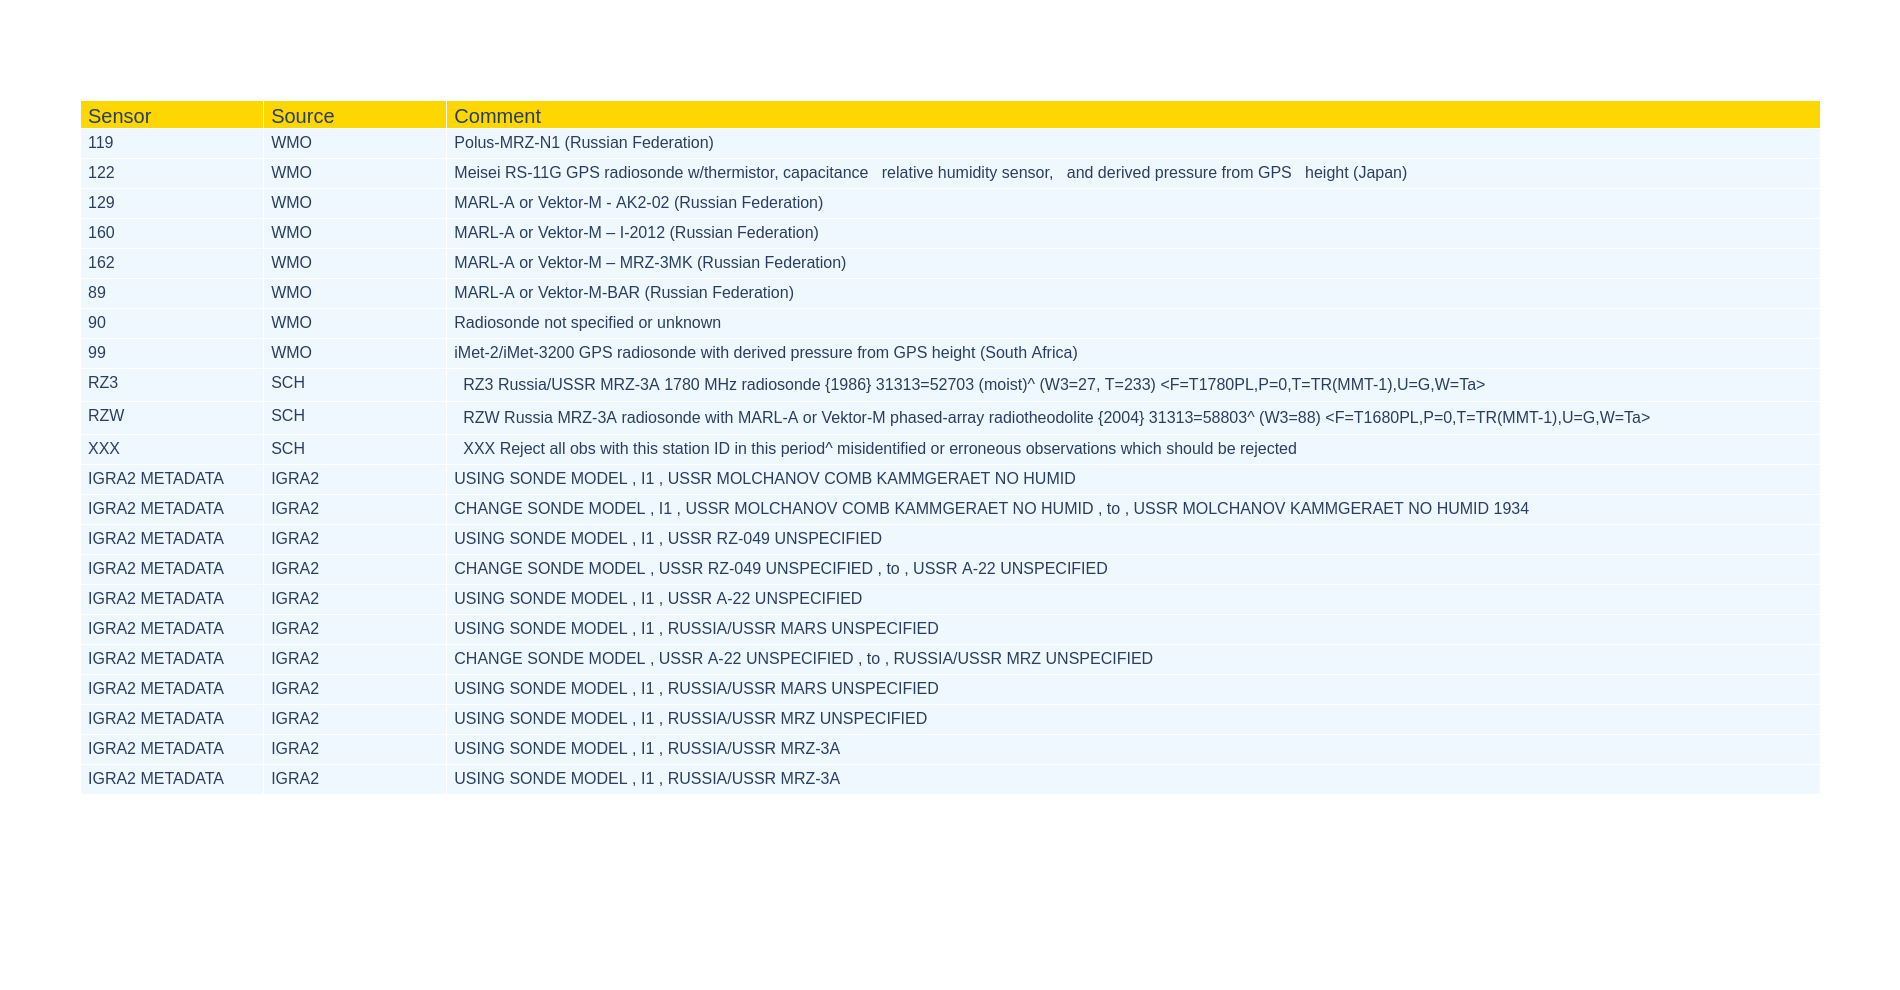 Sensor Source Comment
119 WMO Polus-MRZ-N1 (Russian Federation)
122 WMO Meisei RS-11G GPS radiosonde w/thermistor, capacitance   relative humidity sensor,   and derived pressure from GPS   height (Japan)
129 WMO MARL-A or Vektor-M - AK2-02 (Russian Federation)
160 WMO MARL-A or Vektor-M – I-2012 (Russian Federation)
162 WMO MARL-A or Vektor-M – MRZ-3MK (Russian Federation)
89 WMO MARL-A or Vektor-M-BAR (Russian Federation)
90 WMO Radiosonde not specified or unknown
99 WMO iMet-2/iMet-3200 GPS radiosonde with derived pressure from GPS height (South Africa)
RZ3 SCH RZ3 Russia/USSR MRZ-3A 1780 MHz radiosonde {1986} 31313=52703 (moist)^ (W3=27, T=233) <F=T1780PL,P=0,T=TR(MMT-1),U=G,W=Ta>
RZW SCH RZW Russia MRZ-3A radiosonde with MARL-A or Vektor-M phased-array radiotheodolite {2004} 31313=58803^ (W3=88) <F=T1680PL,P=0,T=TR(MMT-1),U=G,W=Ta>
XXX SCH XXX Reject all obs with this station ID in this period^ misidentified or erroneous observations which should be rejected
IGRA2 METADATA IGRA2 USING SONDE MODEL , I1 , USSR MOLCHANOV COMB KAMMGERAET NO HUMID
IGRA2 METADATA IGRA2 CHANGE SONDE MODEL , I1 , USSR MOLCHANOV COMB KAMMGERAET NO HUMID , to , USSR MOLCHANOV KAMMGERAET NO HUMID 1934
IGRA2 METADATA IGRA2 USING SONDE MODEL , I1 , USSR RZ-049 UNSPECIFIED
IGRA2 METADATA IGRA2 CHANGE SONDE MODEL , USSR RZ-049 UNSPECIFIED , to , USSR A-22 UNSPECIFIED
IGRA2 METADATA IGRA2 USING SONDE MODEL , I1 , USSR A-22 UNSPECIFIED
IGRA2 METADATA IGRA2 USING SONDE MODEL , I1 , RUSSIA/USSR MARS UNSPECIFIED
IGRA2 METADATA IGRA2 CHANGE SONDE MODEL , USSR A-22 UNSPECIFIED , to , RUSSIA/USSR MRZ UNSPECIFIED
IGRA2 METADATA IGRA2 USING SONDE MODEL , I1 , RUSSIA/USSR MARS UNSPECIFIED
IGRA2 METADATA IGRA2 USING SONDE MODEL , I1 , RUSSIA/USSR MRZ UNSPECIFIED
IGRA2 METADATA IGRA2 USING SONDE MODEL , I1 , RUSSIA/USSR MRZ-3A
IGRA2 METADATA IGRA2 USING SONDE MODEL , I1 , RUSSIA/USSR MRZ-3A